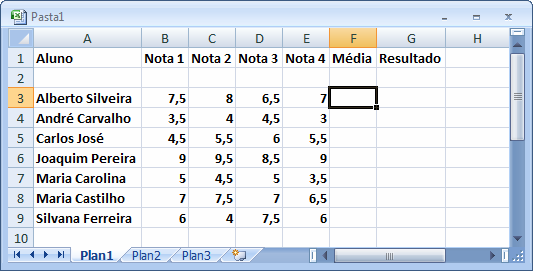 Pasta1
A B C D E F G H
1 Aluno Nota 1 Nota 2 Nota 3 Nota 4 Média Resultado
2
3 Alberto Silveira 7,5 8 6,5 7
4 André Carvalho 3,5 4 4,5 3
5 Carlos José 4,5 5,5 6 5,5
6 Joaquim Pereira 9 9,5 8,5 9
7 Maria Carolina 5 4,5 5 3,5
8 Maria Castilho 7 7,5 7 6,5
9 Silvana Ferreira 6 4 7,5 6
10
Plan1 Plan2 Plan3